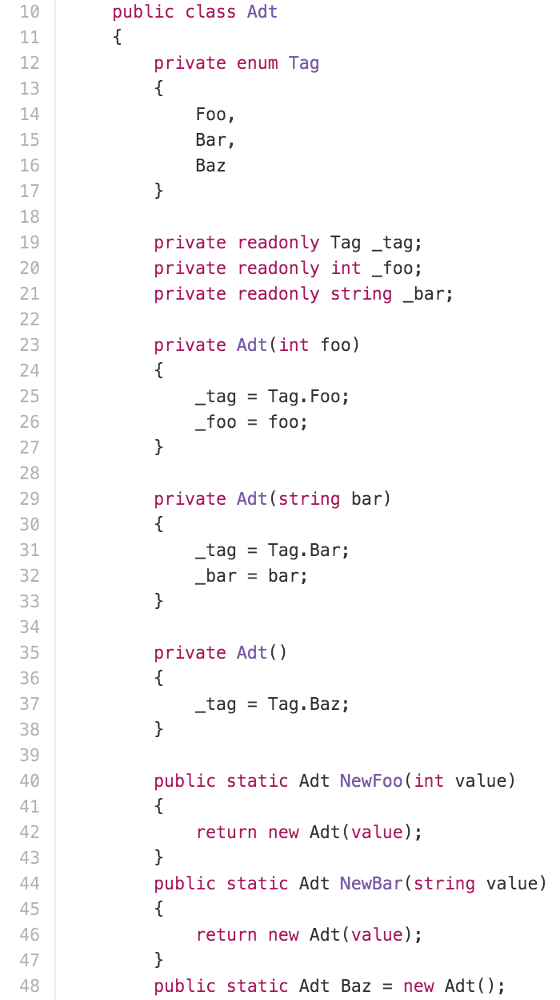 10 public class Adt
11 {
12 private enum Tag
13 {
14 Foo,
15 Bar,
16 Baz
17 }
18
19 private readonly Tag _tag;
20 private readonly int _foo;
21 private readonly string _bar;
22
23 private Adt(int foo)
24 {
25 _tag = Tag.Foo;
26 _foo = foo;
27 }
28
29 private Adt(string bar)
30 {
31 _tag = Tag.Bar;
32 _bar = bar;
33 }
34
35 private Adt()
36 {
37 _tag = Tag.Baz;
38 }
39
40 public static Adt NewFoo(int value)
41 {
42 return new Adt(value);
43 }
44 public static Adt NewBar(string value)
45 {
46 return new Adt(value);
47 }
48 public static Adt Baz = new Adt();